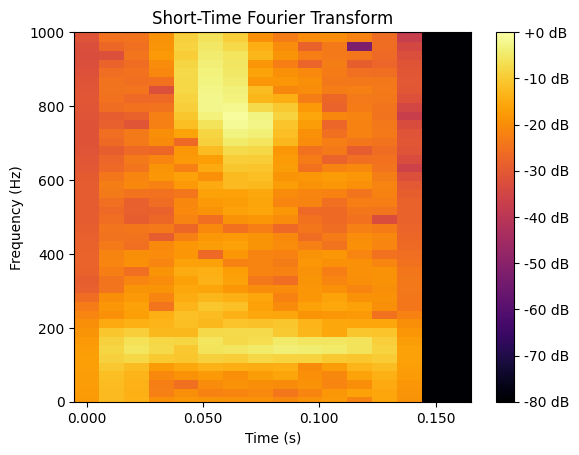 Short-Time Fourier Transform
1000
800
600
400
200
0
Frequency (Hz)
0.000
0.050
0.100
0.150
Time (s)
+0 dB
-10 dB
-20 dB
-30 dB
-40 dB
-50 dB
-60 dB
-70 dB
-80 dB